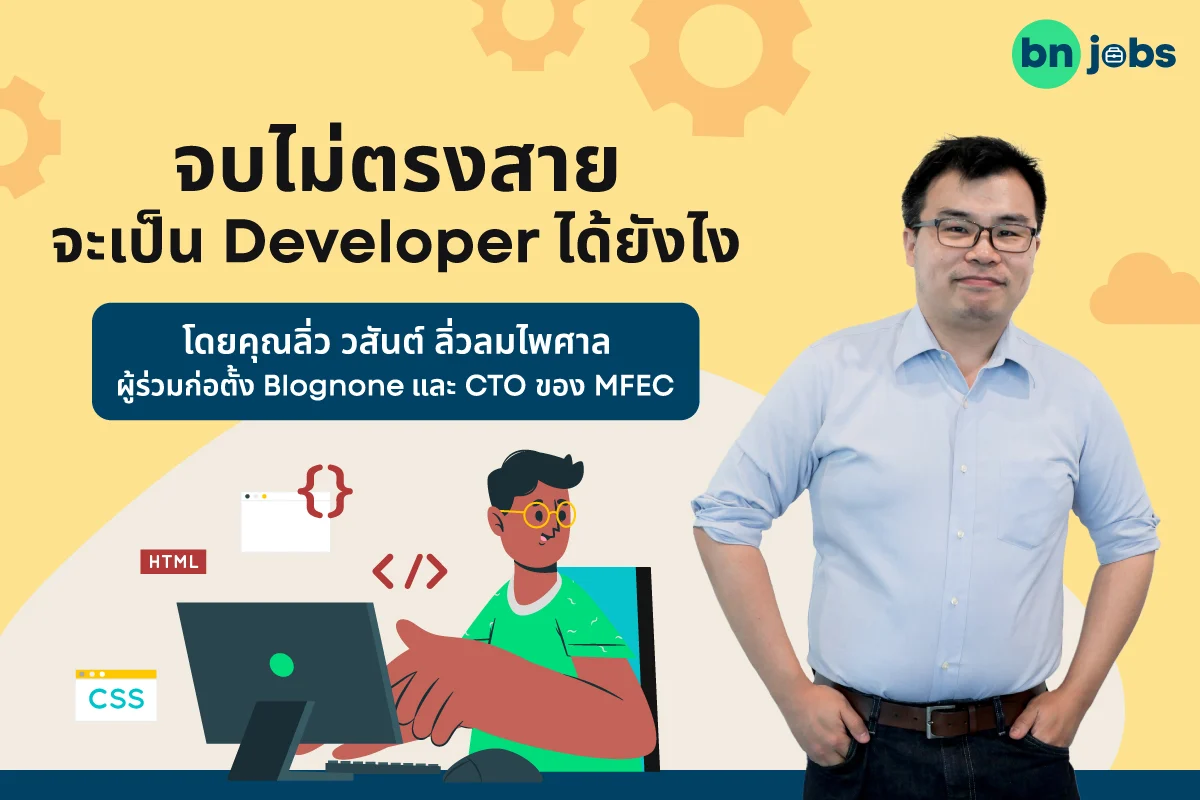 bn jobs
จบไม่ตรงสาย
จะเป็น Developer ได้ยังไง
โดยคุณลิ่ว วสันต์ ลิ่วลมไพศาล
ผู้ร่วมก่อตั้ง Blognone และ CTO ของ MFEC
{}
HTML
</>
CSS